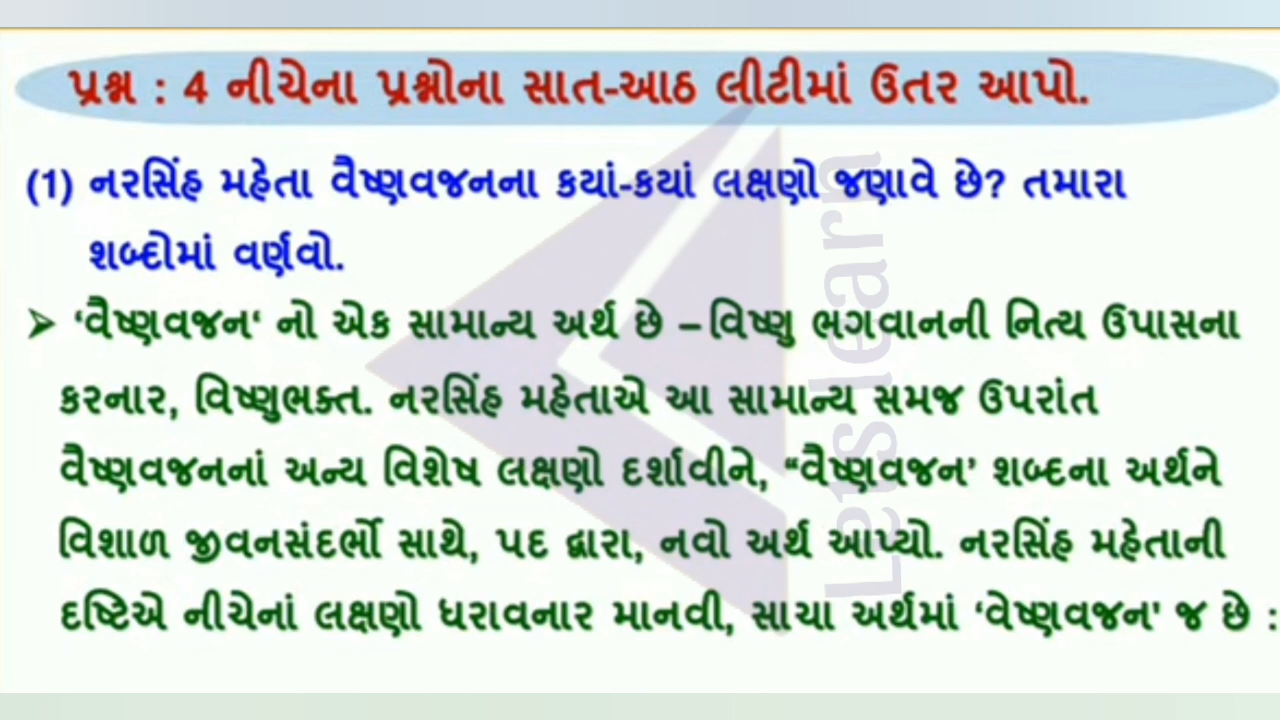 પ્રશ્ન : 4 નીચેના પ્રશ્નોના સાત-આઠ લીટીમાં ઉતર આપો.
(1) નરસિંહ મહેતા વૈષ્ણવજનના કયાં-કયાં લક્ષણો જણાવે છે? તમારા
શબ્દોમાં વર્ણવો.
➢ ‘વૈષ્ણવજન‘ નો એક સામાન્ય અર્થ છે – વિષ્ણુ ભગવાનની નિત્ય ઉપાસના
કરનાર, વિષ્ણુભક્ત. નરસિંહ મહેતાએ આ સામાન્ય સમજ ઉપરાંત
વૈષ્ણવજનનાં અન્ય વિશેષ લક્ષણો દર્શાવીને, “વૈષ્ણવજન’ શબ્દના અર્થને
વિશાળ જીવનસંદર્ભો સાથે, પદ દ્વારા, નવો અર્થ આપ્યો. નરસિંહ મહેતાની
દષ્ટિએ નીચેનાં લક્ષણો ધરાવનાર માનવી, સાચા અર્થમાં ‘વેષ્ણવજન' જ છે :
Lets learn